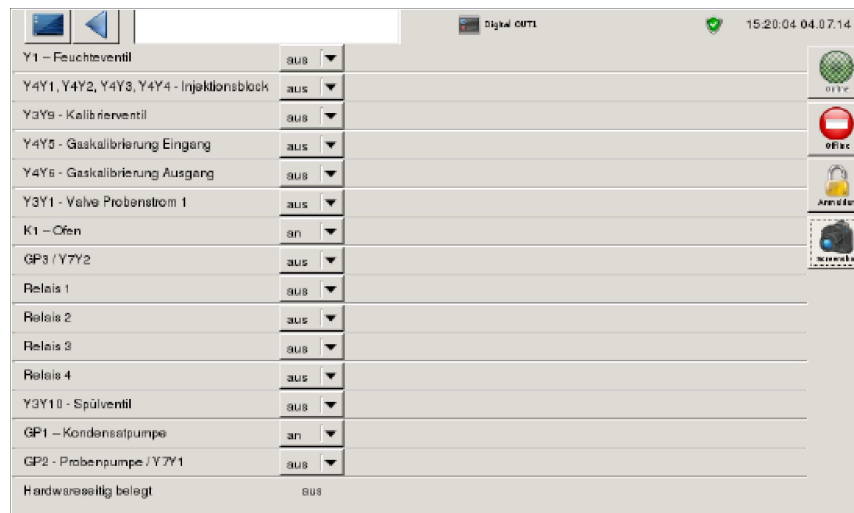 Digital OUT1
15:20:04 04.07.14
Y1 – Feuchteventil aus
Y4Y1, Y4Y2, Y4Y3, Y4Y4 - Injektionsblock aus
Y3Y9 - Kalibrierventil aus
Y4Y5 - Gaskalibrierung Eingang aus
Y4Y6 - Gaskalibrierung Ausgang aus
Y3Y1 - Valve Probenstrom 1 aus
K1 – Ofen an
GP3 / Y7Y2 aus
Relais 1 aus
Relais 2 aus
Relais 3 aus
Relais 4 aus
Y3Y10 - Spülventil aus
GP1 – Kondensatpumpe an
GP2 - Probenpumpe / Y7Y1 aus
Hardwareseitig belegt aus
Online
Offline
Anmelden
Screensho